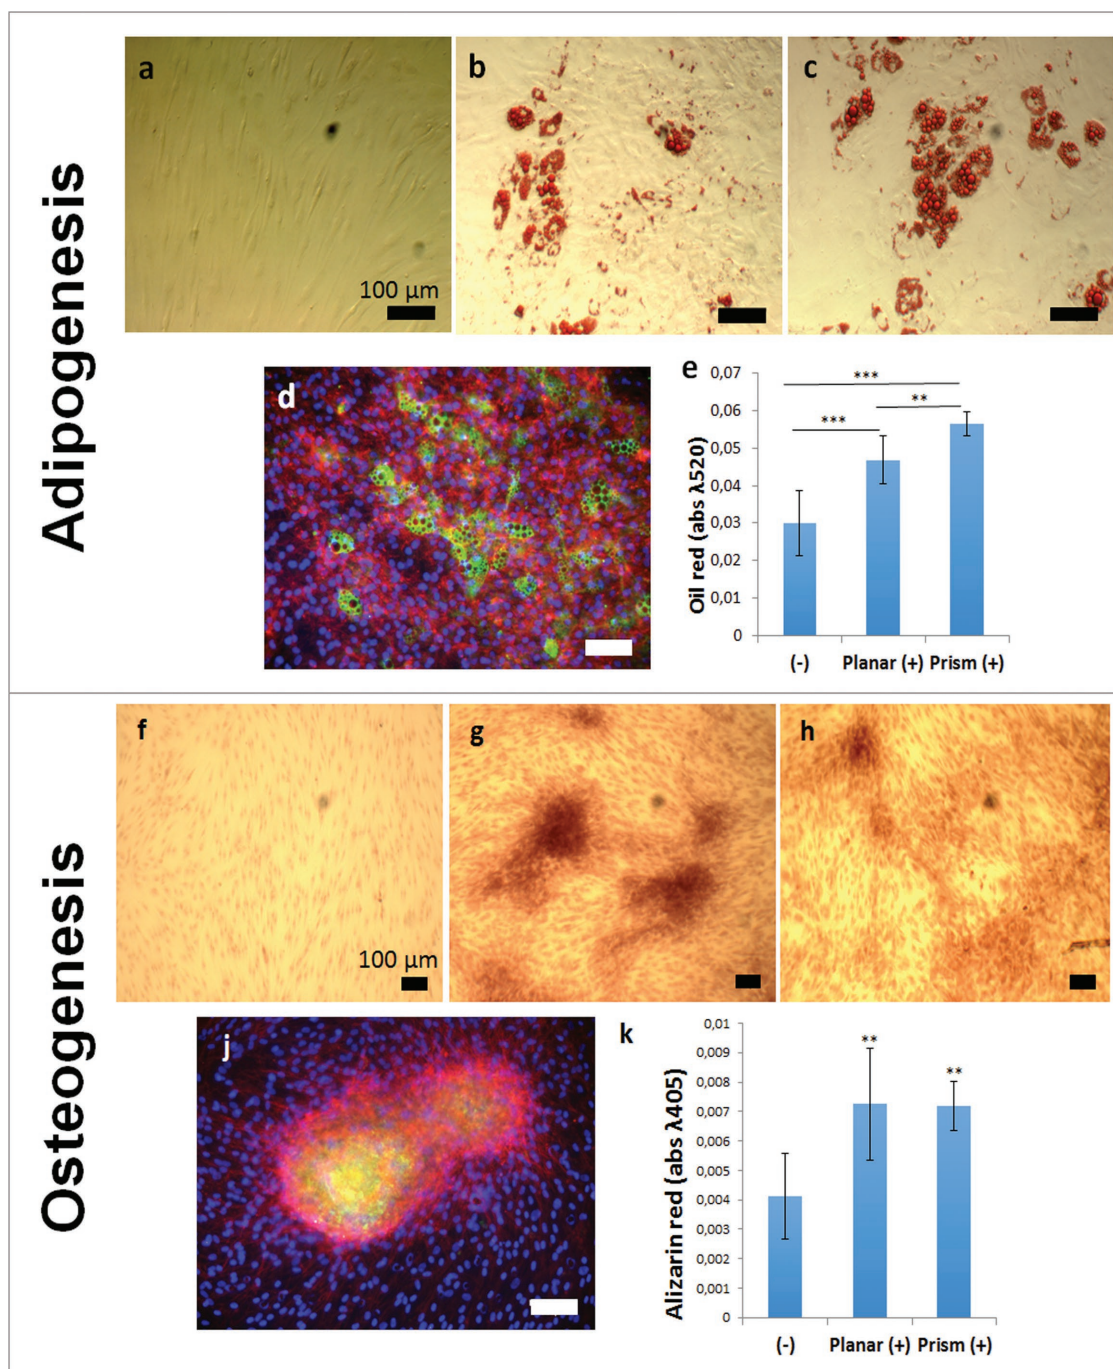 Adipogenesis
a
100 µm
b
c
d
e
0,07
0,06
0,05
0,04
0,03
0,02
0,01
0
Oil red (abs λ520)
***
***
**
(-) Planar (+) Prism (+)
Osteogenesis
f
100 µm
g
h
j
k
0,01
0,009
0,008
0,007
0,006
0,005
0,004
0,003
0,002
0,001
0,000
Alizarin red (abs λ405)
**
**
(-) Planar (+) Prism (+)